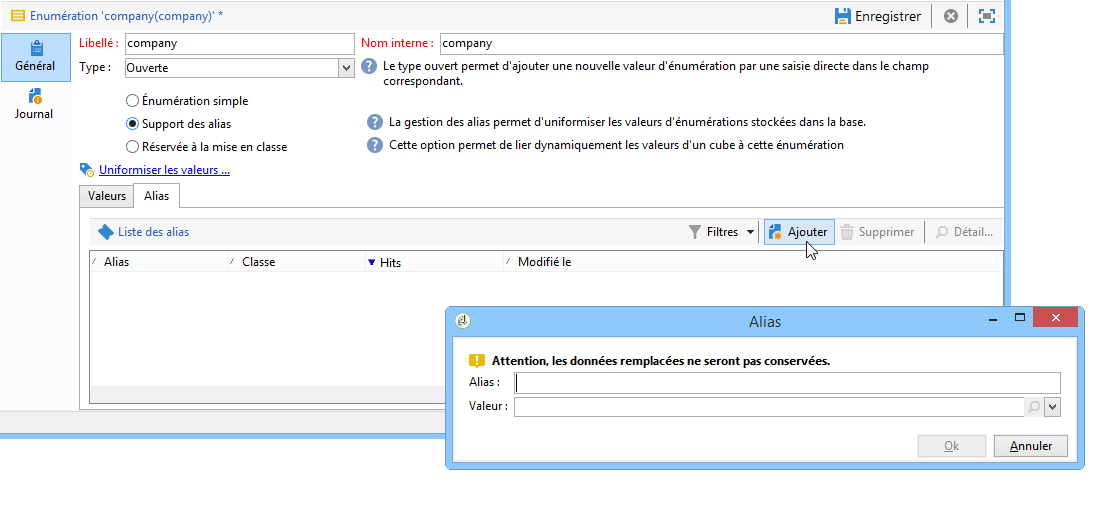 Enumération 'company(company)' *
Enregistrer
Général
Journal
Libellé : company
Nom interne : company
Type : Ouverte
Le type ouvert permet d'ajouter une nouvelle valeur d'énumération par une saisie directe dans le champ
correspondant.
Énumération simple
Support des alias
La gestion des alias permet d'uniformiser les valeurs d'énumérations stockées dans la base.
Réservée à la mise en classe
Cette option permet de lier dynamiquement les valeurs d'un cube à cette énumération
Uniformiser les valeurs ...
Valeurs Alias
Liste des alias Filtres Ajouter Supprimer Détail...
Alias Classe Hits Modifié le
Alias
Attention, les données remplacées ne seront pas conservées.
Alias :
Valeur :
Ok Annuler